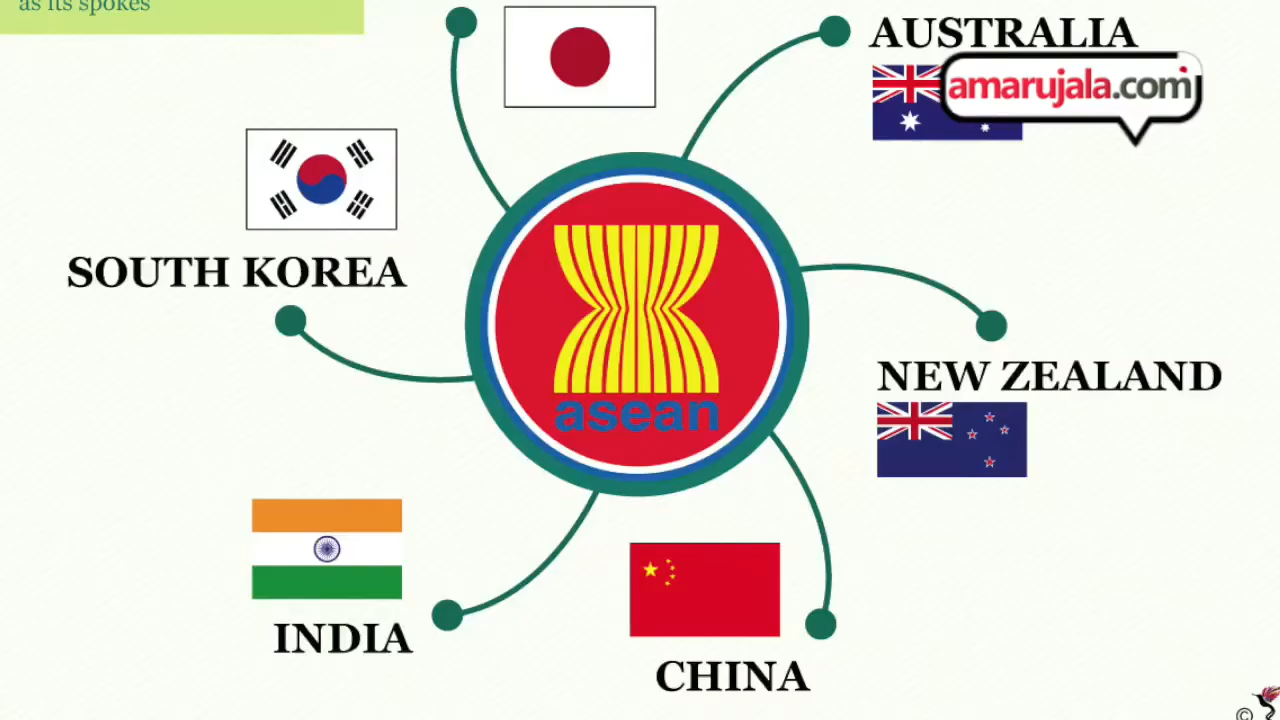 as its spokes
AUSTRALIA
amarujala.com
SOUTH KOREA
NEW ZEALAND
asean
INDIA
CHINA
©